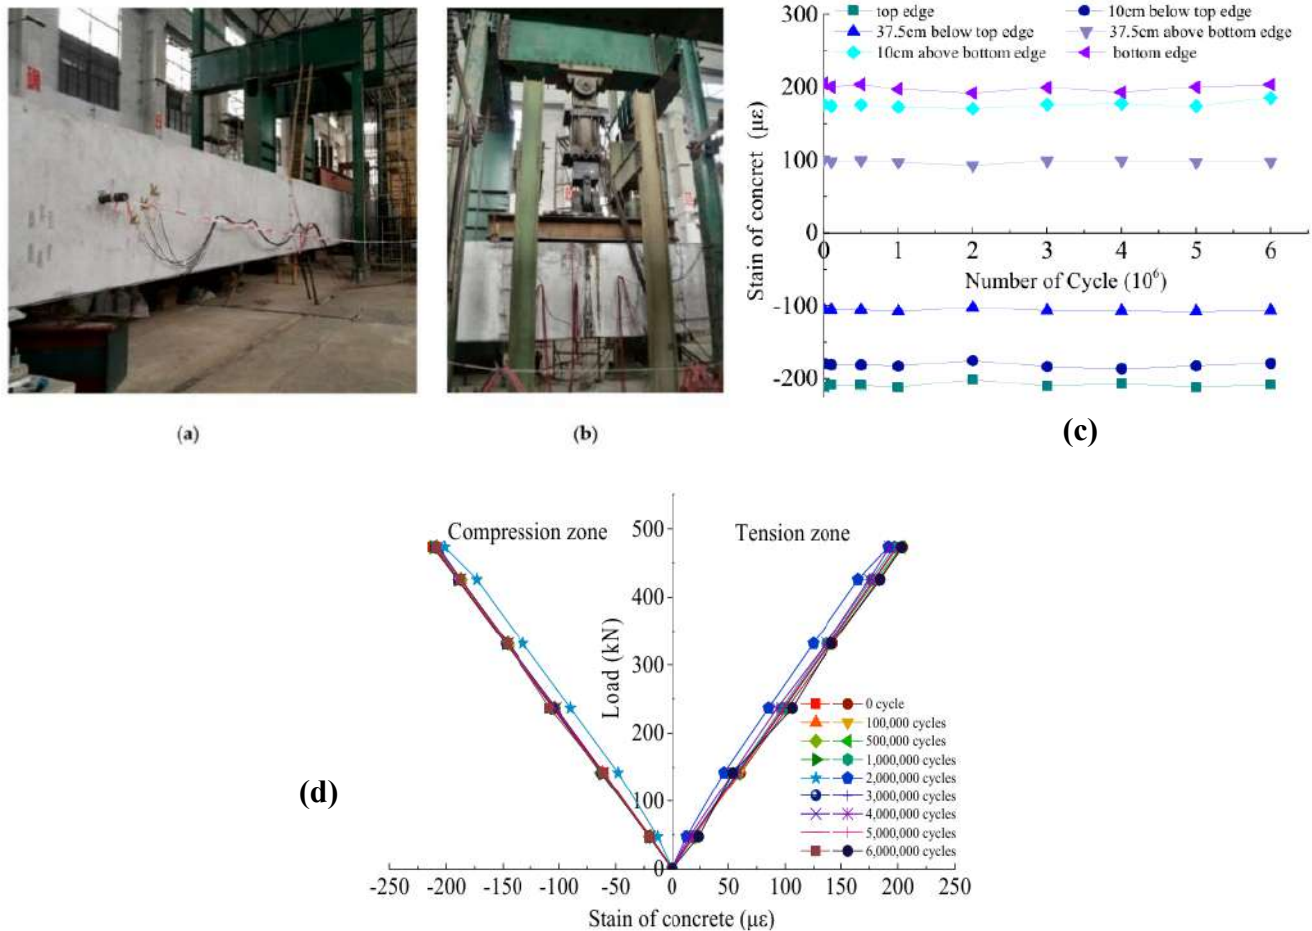 top edge
10cm below top edge
37.5cm below top edge
37.5cm above bottom edge
10cm above bottom edge
bottom edge
300
200
100
0
-100
-200
Stain of concret (με)
0 1 2 3 4 5 6
Number of Cycle (10⁶)
(a)
(b)
(c)
Compression zone
Tension zone
500
400
300
200
100
0
Load (kN)
0 cycle
100,000 cycles
500,000 cycles
1,000,000 cycles
2,000,000 cycles
3,000,000 cycles
4,000,000 cycles
5,000,000 cycles
6,000,000 cycles
(d)
-250 -200 -150 -100 -50 0 50 100 150 200 250
Stain of concrete (με)